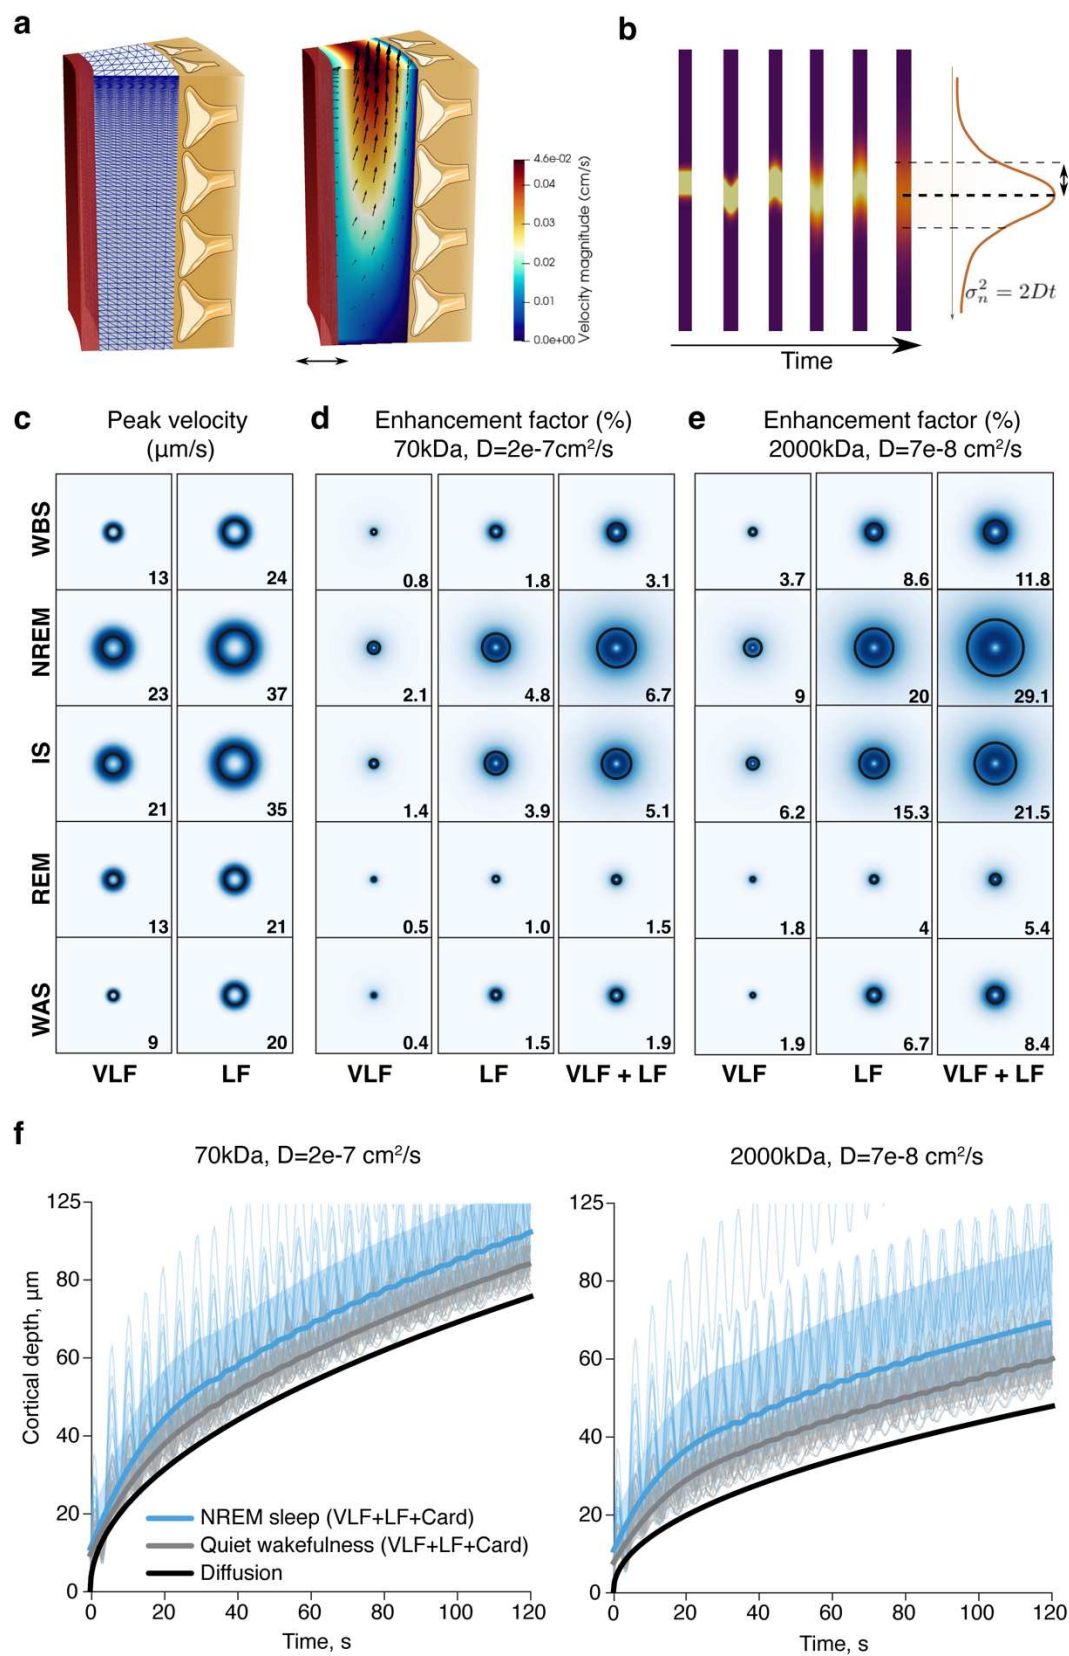 a
4.6e-02
0.04
0.03
0.02
0.01
0.0e+00
Velocity magnitude (cm/s)
b
σₙ² = 2Dt
Time
c
Peak velocity
(μm/s)
d
Enhancement factor (%)
70kDa, D=2e-7cm²/s
e
Enhancement factor (%)
2000kDa, D=7e-8 cm²/s
WBS
13
24
0.8
1.8
3.1
3.7
8.6
11.8
NREM
23
37
2.1
4.8
6.7
9
20
29.1
IS
21
35
1.4
3.9
5.1
6.2
15.3
21.5
REM
13
21
0.5
1.0
1.5
1.8
4
5.4
WAS
9
20
0.4
1.5
1.9
1.9
6.7
8.4
VLF
LF
VLF
LF
VLF + LF
VLF
LF
VLF + LF
f
70kDa, D=2e-7 cm²/s
125
80
60
40
20
0
Cortical depth, μm
NREM sleep (VLF+LF+Card)
Quiet wakefulness (VLF+LF+Card)
Diffusion
0 20 40 60 80 100 120
Time, s
2000kDa, D=7e-8 cm²/s
125
80
60
40
20
0
0 20 40 60 80 100 120
Time, s